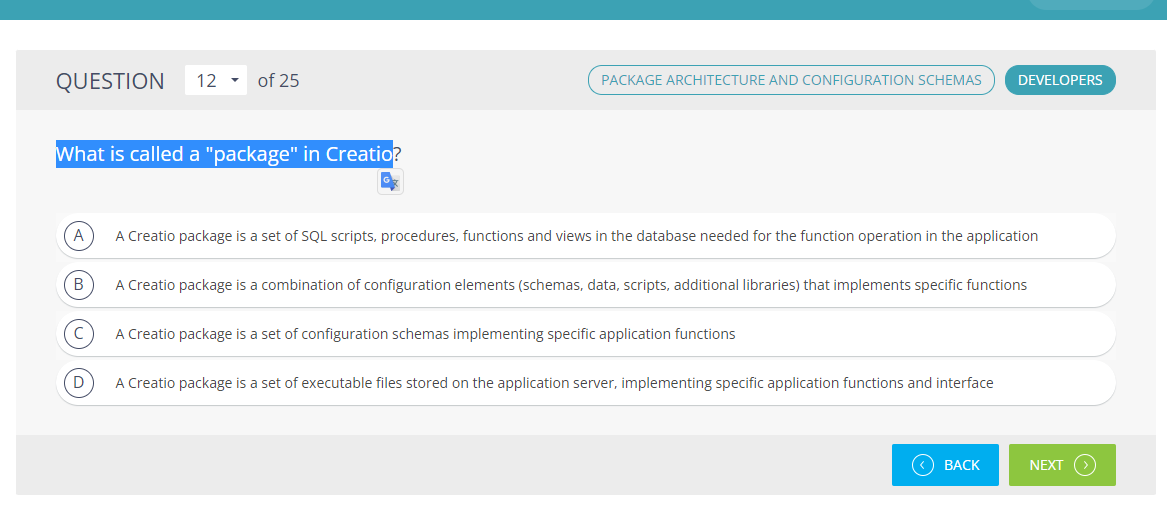 QUESTION 12 of 25 PACKAGE ARCHITECTURE AND CONFIGURATION SCHEMAS DEVELOPERS
What is called a "package" in Creatio?
G
A A Creatio package is a set of SQL scripts, procedures, functions and views in the database needed for the function operation in the application
B A Creatio package is a combination of configuration elements (schemas, data, scripts, additional libraries) that implements specific functions
C A Creatio package is a set of configuration schemas implementing specific application functions
D A Creatio package is a set of executable files stored on the application server, implementing specific application functions and interface
BACK NEXT